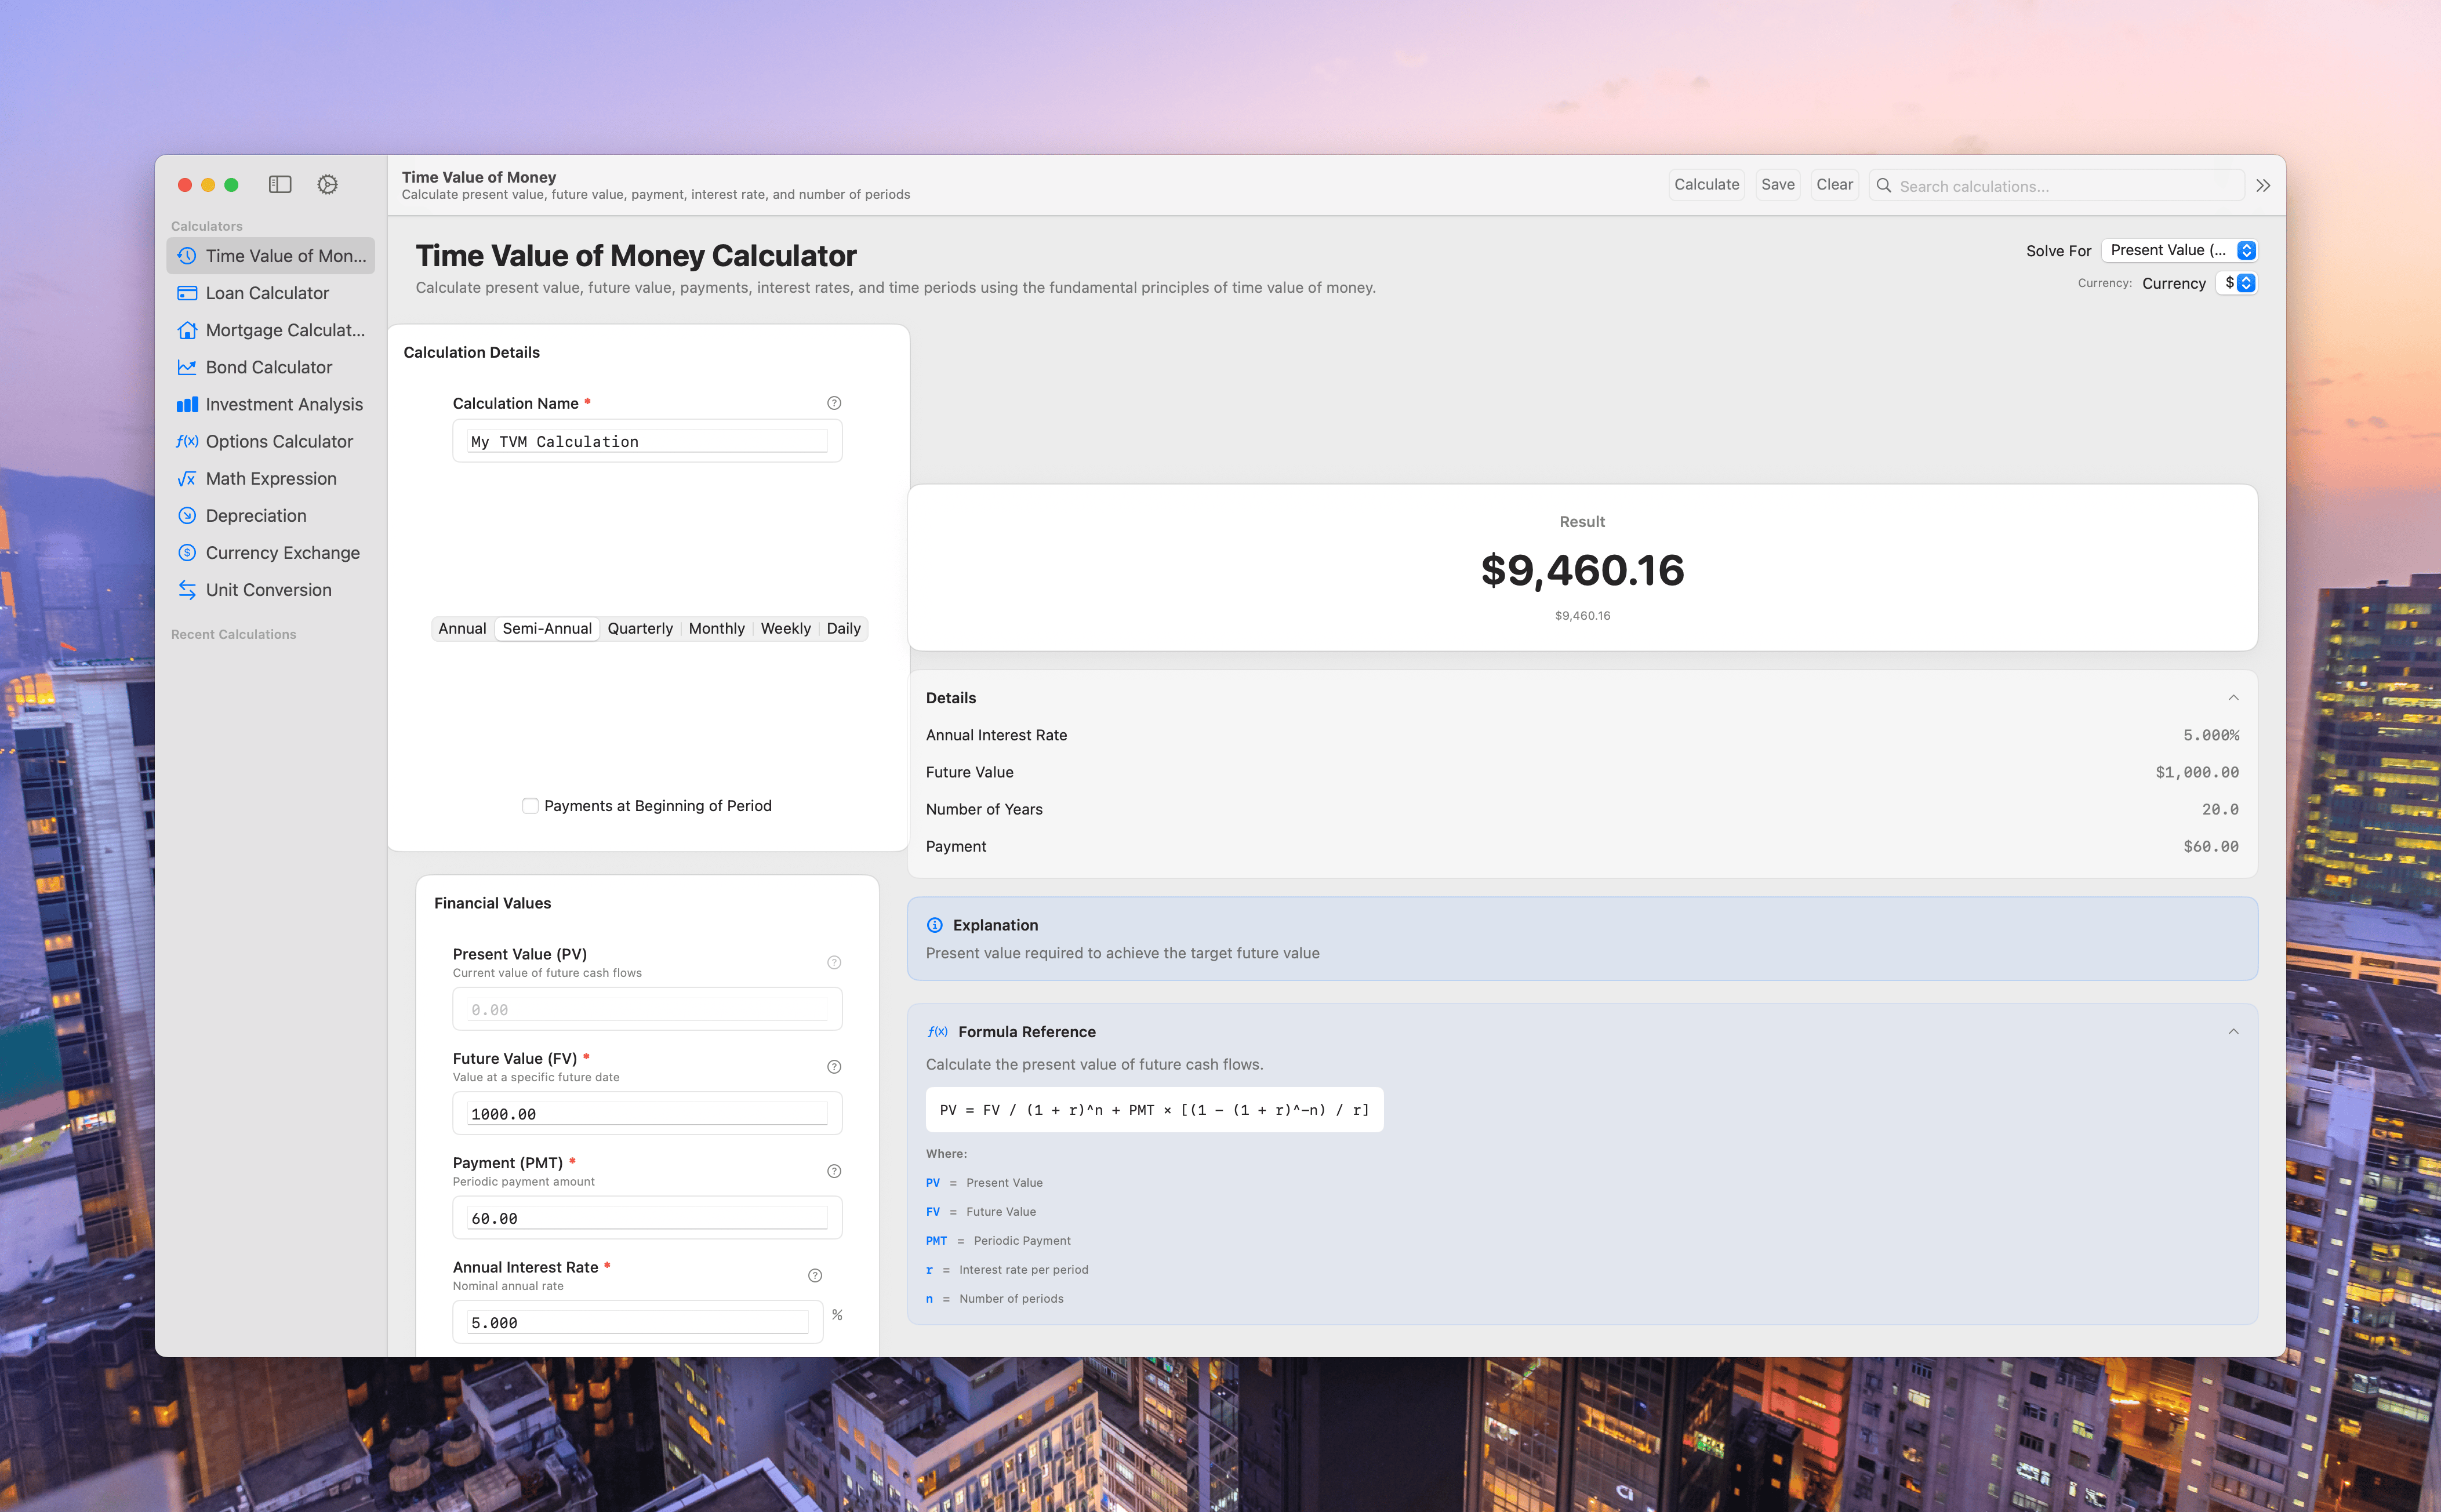 Time Value of Money
Calculate present value, future value, payment, interest rate, and number of periods
Calculate
Save
Clear
Search calculations...
Calculators
Time Value of Mon...
Loan Calculator
Mortgage Calculat...
Bond Calculator
Investment Analysis
f(x) Options Calculator
√x Math Expression
Depreciation
$ Currency Exchange
Unit Conversion
Recent Calculations
Time Value of Money Calculator
Calculate present value, future value, payments, interest rates, and time periods using the fundamental principles of time value of money.
Solve For Present Value (...
Currency: Currency $
Calculation Details
Calculation Name *
?
My TVM Calculation
Annual Semi-Annual Quarterly Monthly Weekly Daily
Payments at Beginning of Period
Financial Values
Present Value (PV)
Current value of future cash flows
?
0.00
Future Value (FV) *
Value at a specific future date
?
1000.00
Payment (PMT) *
Periodic payment amount
?
60.00
Annual Interest Rate *
Nominal annual rate
?
5.000
%
Result
$9,460.16
$9,460.16
Details
Annual Interest Rate 5.000%
Future Value $1,000.00
Number of Years 20.0
Payment $60.00
i Explanation
Present value required to achieve the target future value
f(x) Formula Reference
Calculate the present value of future cash flows.
PV = FV / (1 + r)^n + PMT × [(1 − (1 + r)^−n) / r]
Where:
PV = Present Value
FV = Future Value
PMT = Periodic Payment
r = Interest rate per period
n = Number of periods